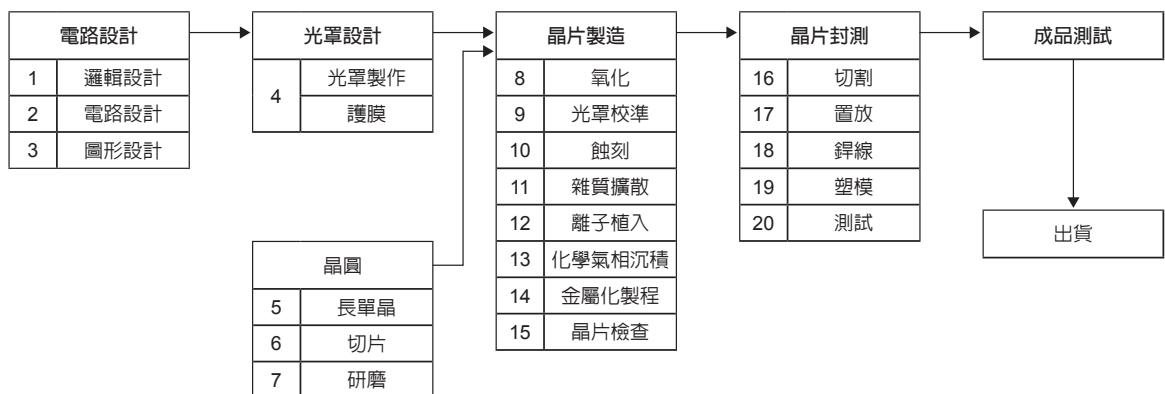 電路設計
1 邏輯設計
2 電路設計
3 圖形設計
光罩設計
4 光罩製作
護膜
晶圓
5 長單晶
6 切片
7 研磨
晶片製造
8 氧化
9 光罩校準
10 蝕刻
11 雜質擴散
12 離子植入
13 化學氣相沉積
14 金屬化製程
15 晶片檢查
晶片封測
16 切割
17 置放
18 銲線
19 塑模
20 測試
成品測試
出貨